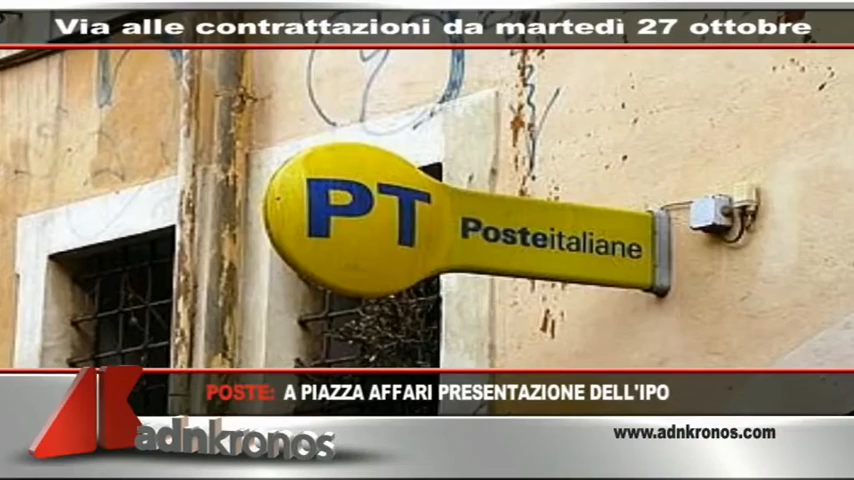 Via alle contrattazioni da martedì 27 ottobre
PT Posteitaliane
POSTE: A PIAZZA AFFARI PRESENTAZIONE DELL'IPO
adnkronos
www.adnkronos.com